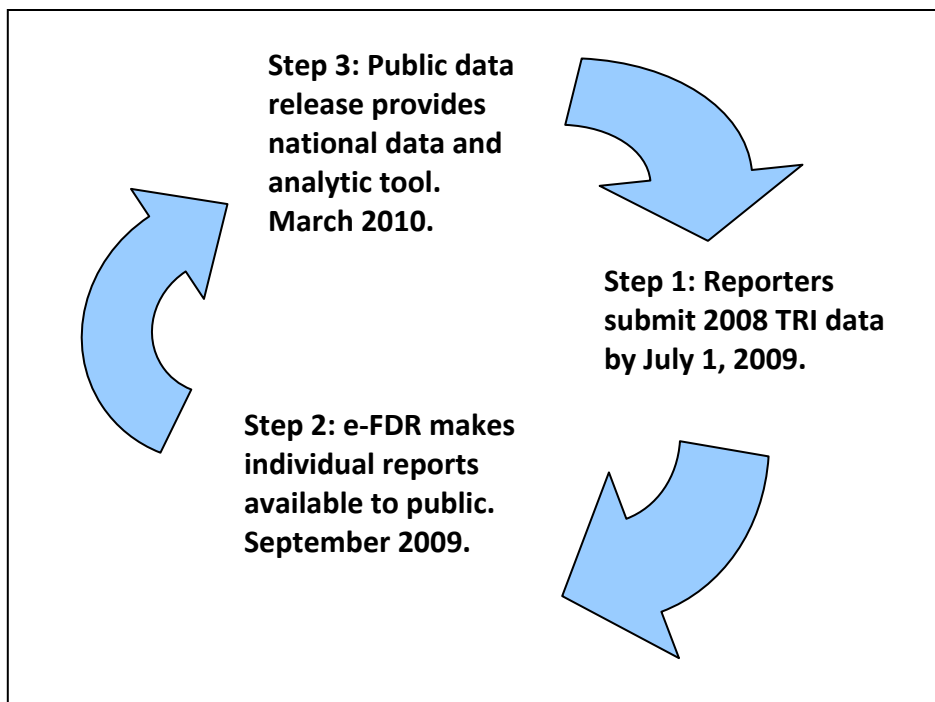 Step 3: Public data
release provides
national data and
analytic tool.
March 2010.
Step 1: Reporters
submit 2008 TRI data
by July 1, 2009.
Step 2: e-FDR makes
individual reports
available to public.
September 2009.